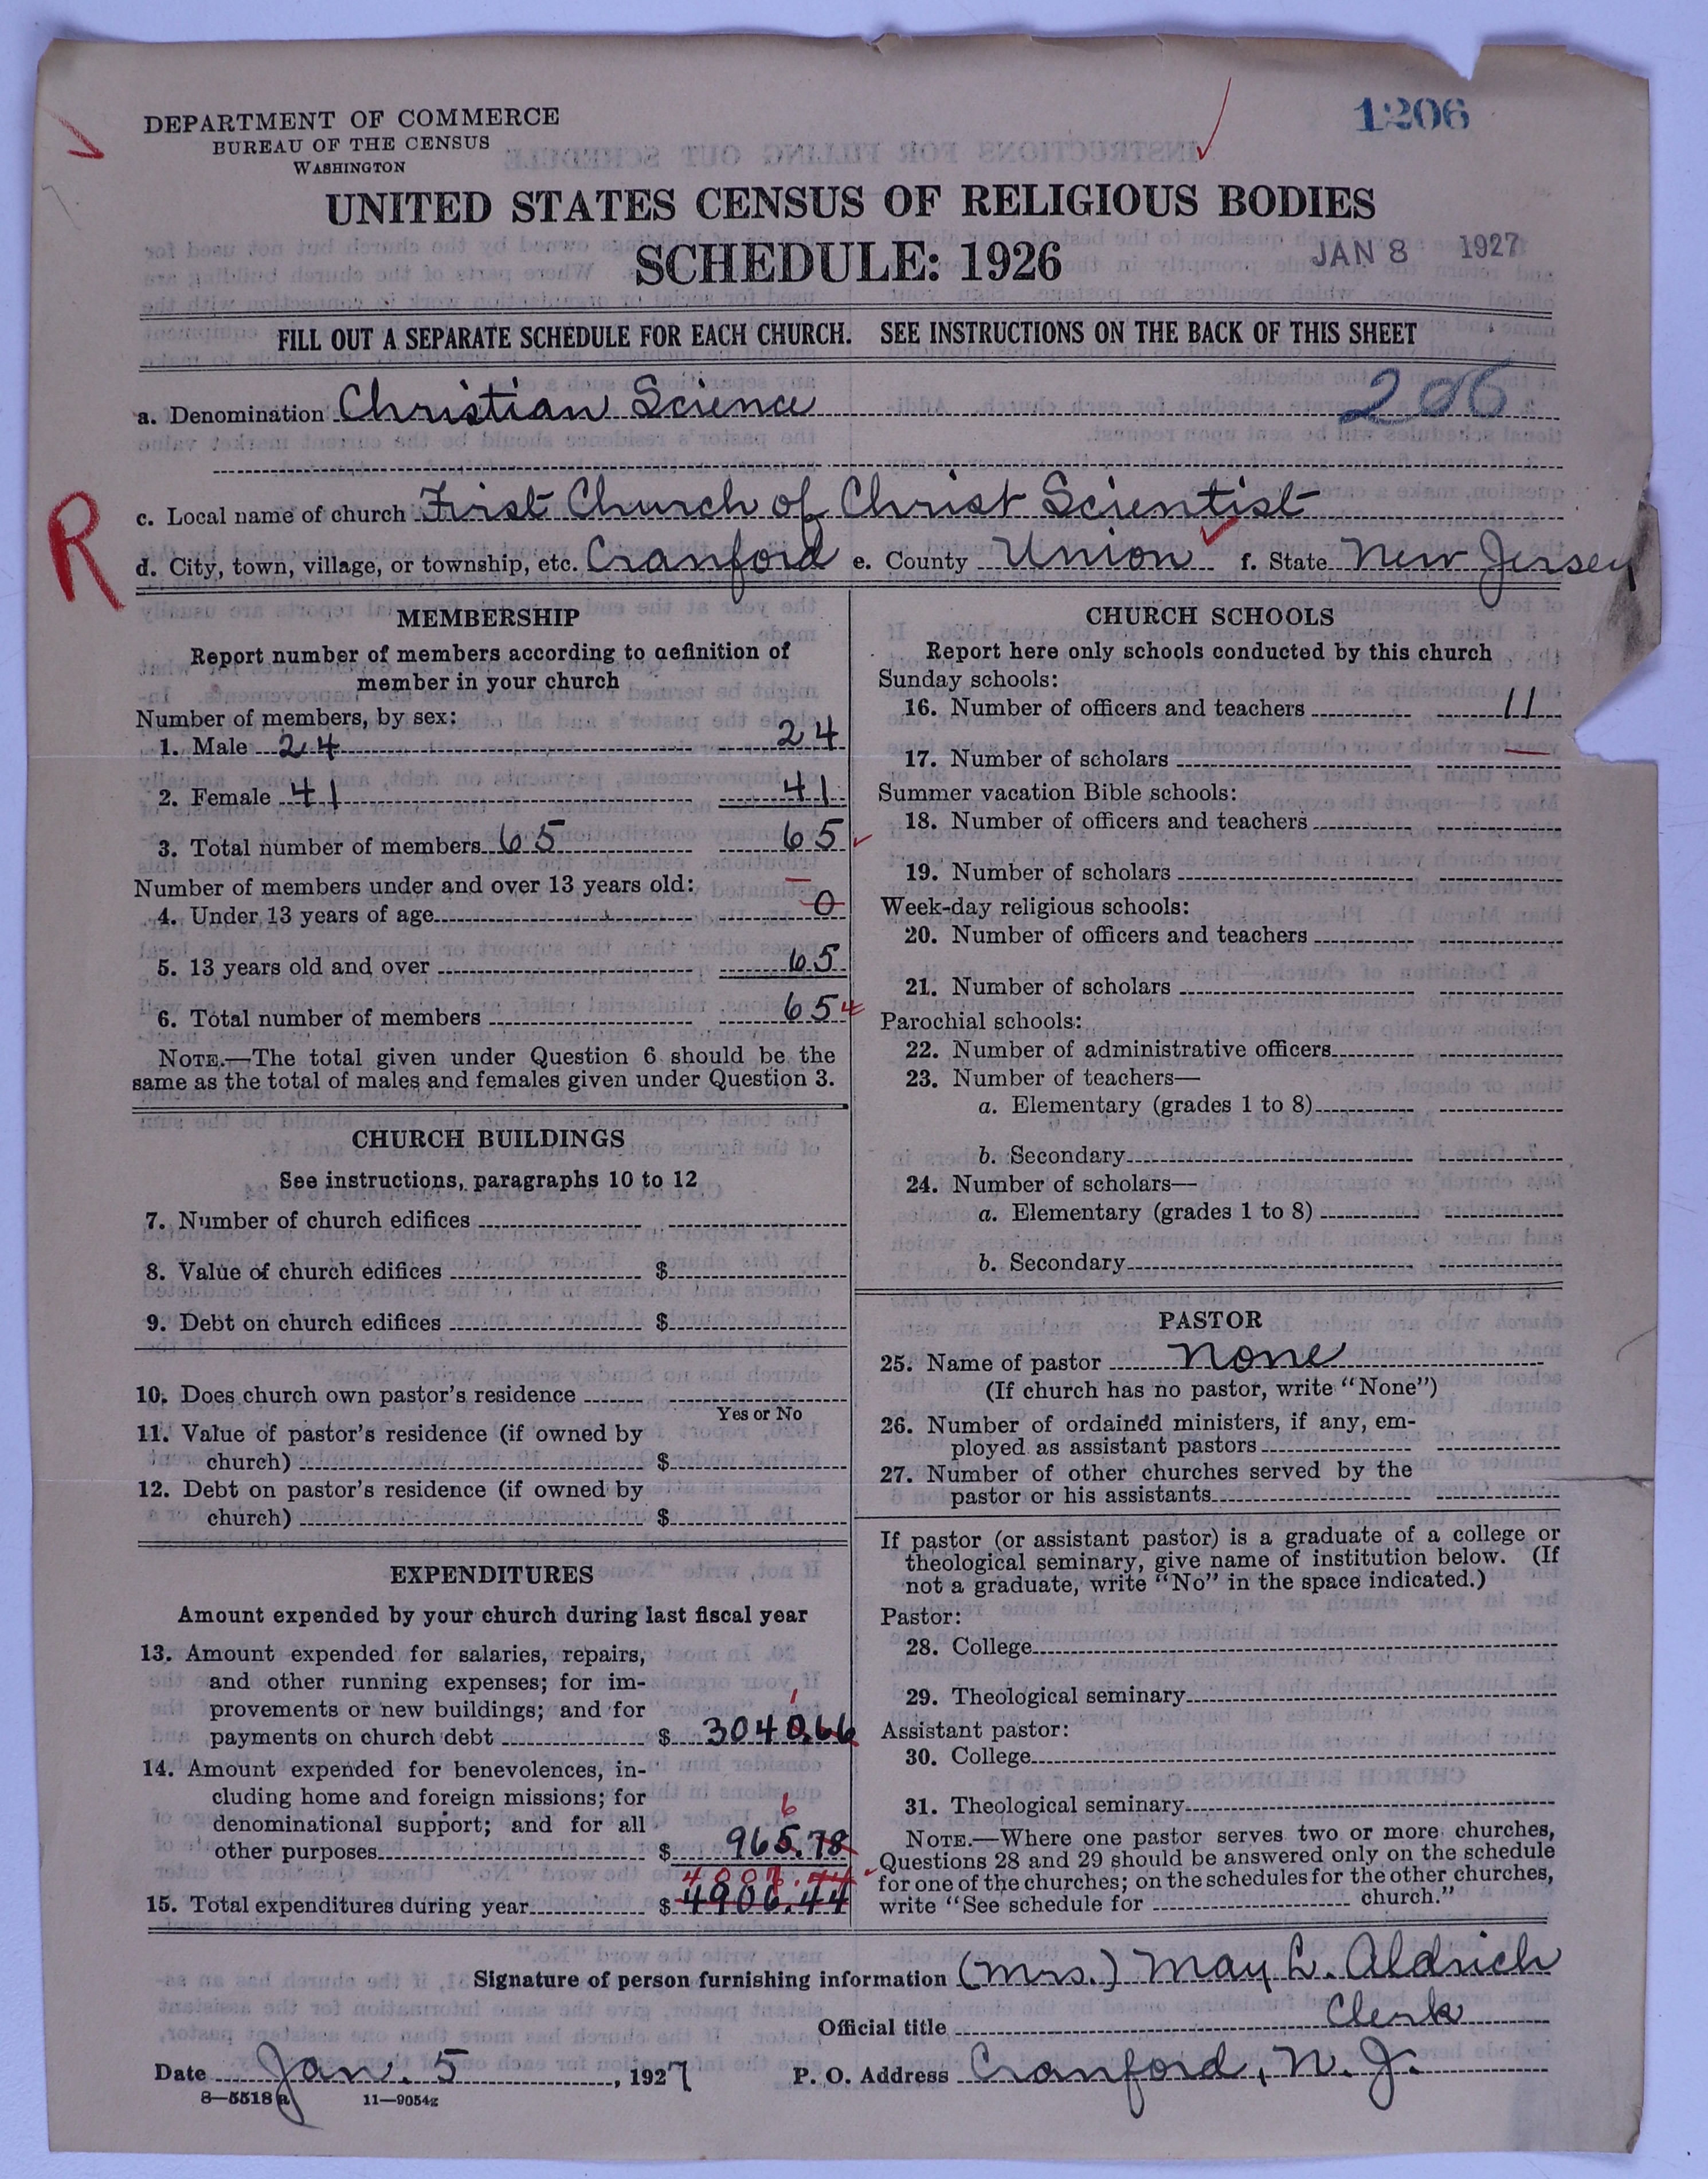 1206
DEPARTMENT OF COMMERCE
BUREAU OF THE CENSUS
WASHINGTON
UNITED STATES CENSUS OF RELIGIOUS BODIES
SCHEDULE: 1926
JAN 8 1927
FILL OUT A SEPARATE SCHEDULE FOR EACH CHURCH. SEE INSTRUCTIONS ON THE BACK OF THIS SHEET
a. Denomination Christian Science 206
R
c. Local name of church First Church of Christ Scientist
d. City, town, village, or township, etc. Cranford e. County Union f. State New Jersey
MEMBERSHIP
Report number of members according to definition of
member in your church
Number of members, by sex:
1. Male 24 24
2. Female 41 41
3. Total number of members 65 65
Number of members under and over 13 years old:
4. Under 13 years of age 0
5. 13 years old and over 65
6. Total number of members 65
NOTE.—The total given under Question 6 should be the
same as the total of males and females given under Question 3.
CHURCH BUILDINGS
See instructions, paragraphs 10 to 12
7. Number of church edifices
8. Value of church edifices $
9. Debt on church edifices $
10. Does church own pastor's residence
Yes or No
11. Value of pastor's residence (if owned by
church) $
12. Debt on pastor's residence (if owned by
church) $
EXPENDITURES
Amount expended by your church during last fiscal year
13. Amount expended for salaries, repairs,
and other running expenses; for im-
provements or new buildings; and for
1
payments on church debt $ 3040.66
14. Amount expended for benevolences, in-
cluding home and foreign missions; for
6
denominational support; and for all
other purposes $ 965.78
15. Total expenditures during year $ 4906.44
CHURCH SCHOOLS
Report here only schools conducted by this church
Sunday schools:
16. Number of officers and teachers 11
17. Number of scholars
Summer vacation Bible schools:
18. Number of officers and teachers
19. Number of scholars
Week-day religious schools:
20. Number of officers and teachers
21. Number of scholars
Parochial schools:
22. Number of administrative officers
23. Number of teachers—
a. Elementary (grades 1 to 8)
b. Secondary
24. Number of scholars—
a. Elementary (grades 1 to 8)
b. Secondary
PASTOR
25. Name of pastor None
(If church has no pastor, write "None")
26. Number of ordained ministers, if any, em-
ployed as assistant pastors
27. Number of other churches served by the
pastor or his assistants
If pastor (or assistant pastor) is a graduate of a college or
theological seminary, give name of institution below. (If
not a graduate, write "No" in the space indicated.)
Pastor:
28. College
29. Theological seminary
Assistant pastor:
30. College
31. Theological seminary
NOTE.—Where one pastor serves two or more churches,
Questions 28 and 29 should be answered only on the schedule
for one of the churches; on the schedules for the other churches,
write "See schedule for church."
Signature of person furnishing information (Mrs.) May L. Aldrich
Official title Clerk
Date Jan. 5, 1927 P. O. Address Cranford, N. J.
8—5518a 11—9054z